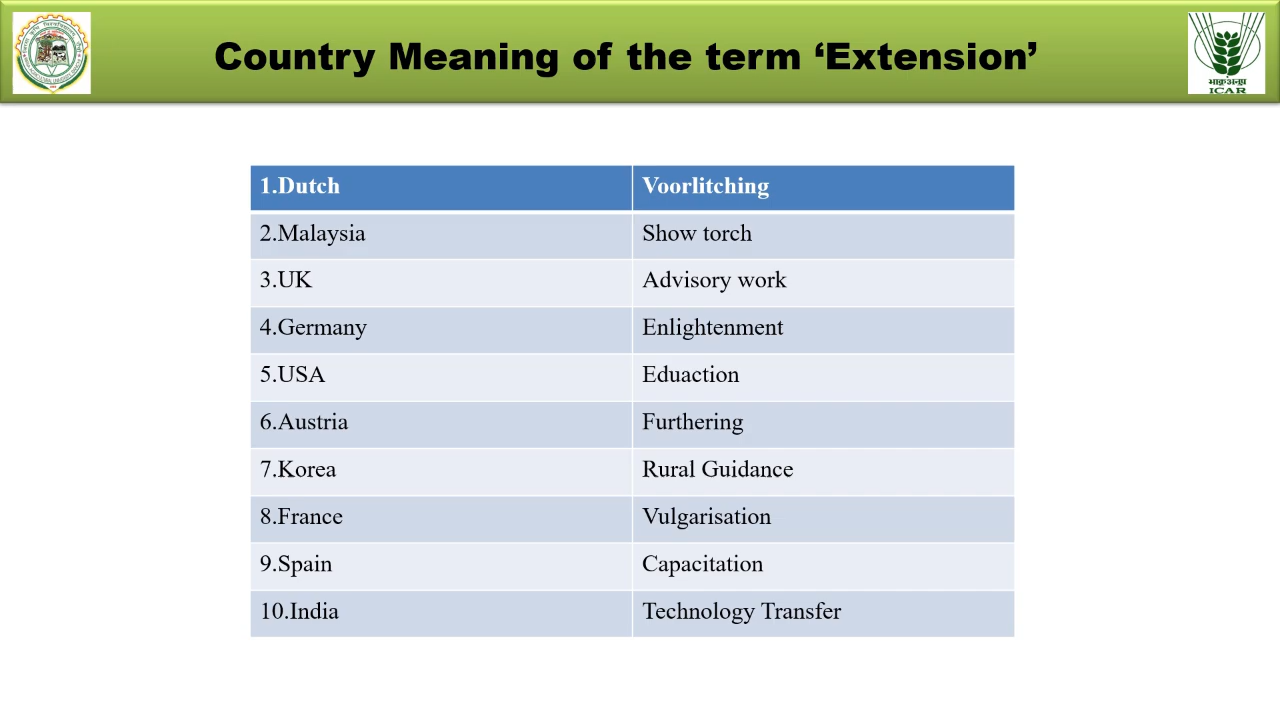 Country Meaning of the term ‘Extension’
भाकृअनुप
ICAR
1.Dutch Voorlitching
2.Malaysia Show torch
3.UK Advisory work
4.Germany Enlightenment
5.USA Eduaction
6.Austria Furthering
7.Korea Rural Guidance
8.France Vulgarisation
9.Spain Capacitation
10.India Technology Transfer